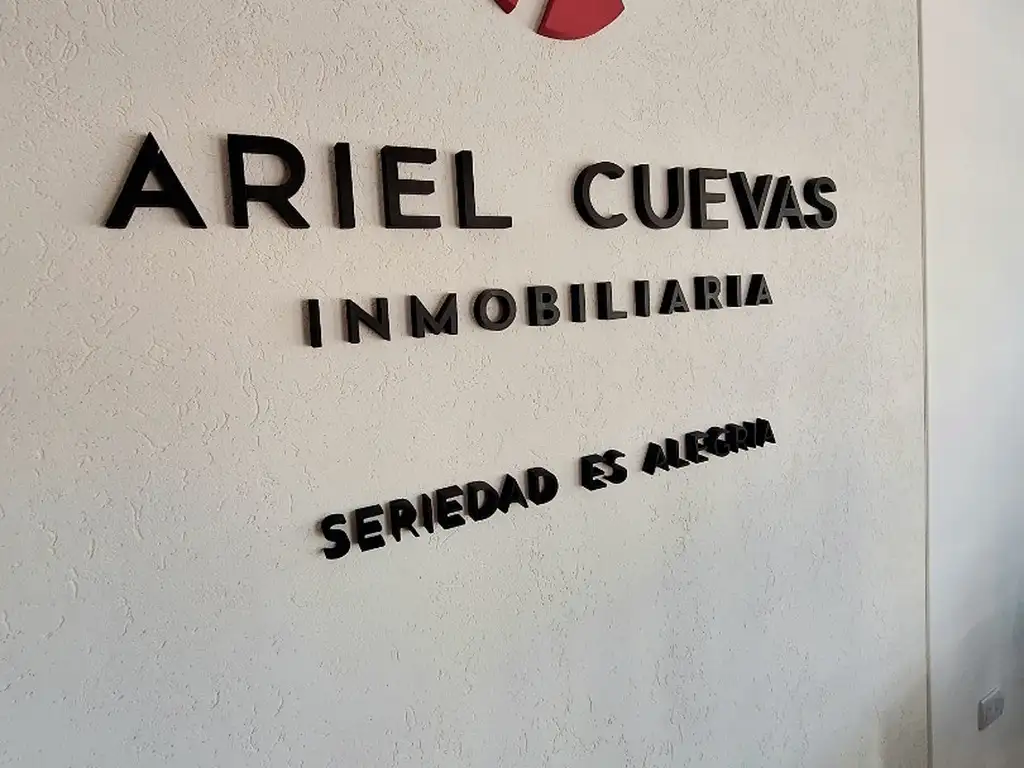 ARIEL CUEVAS
INMOBILIARIA
SERIEDAD ES ALEGRIA